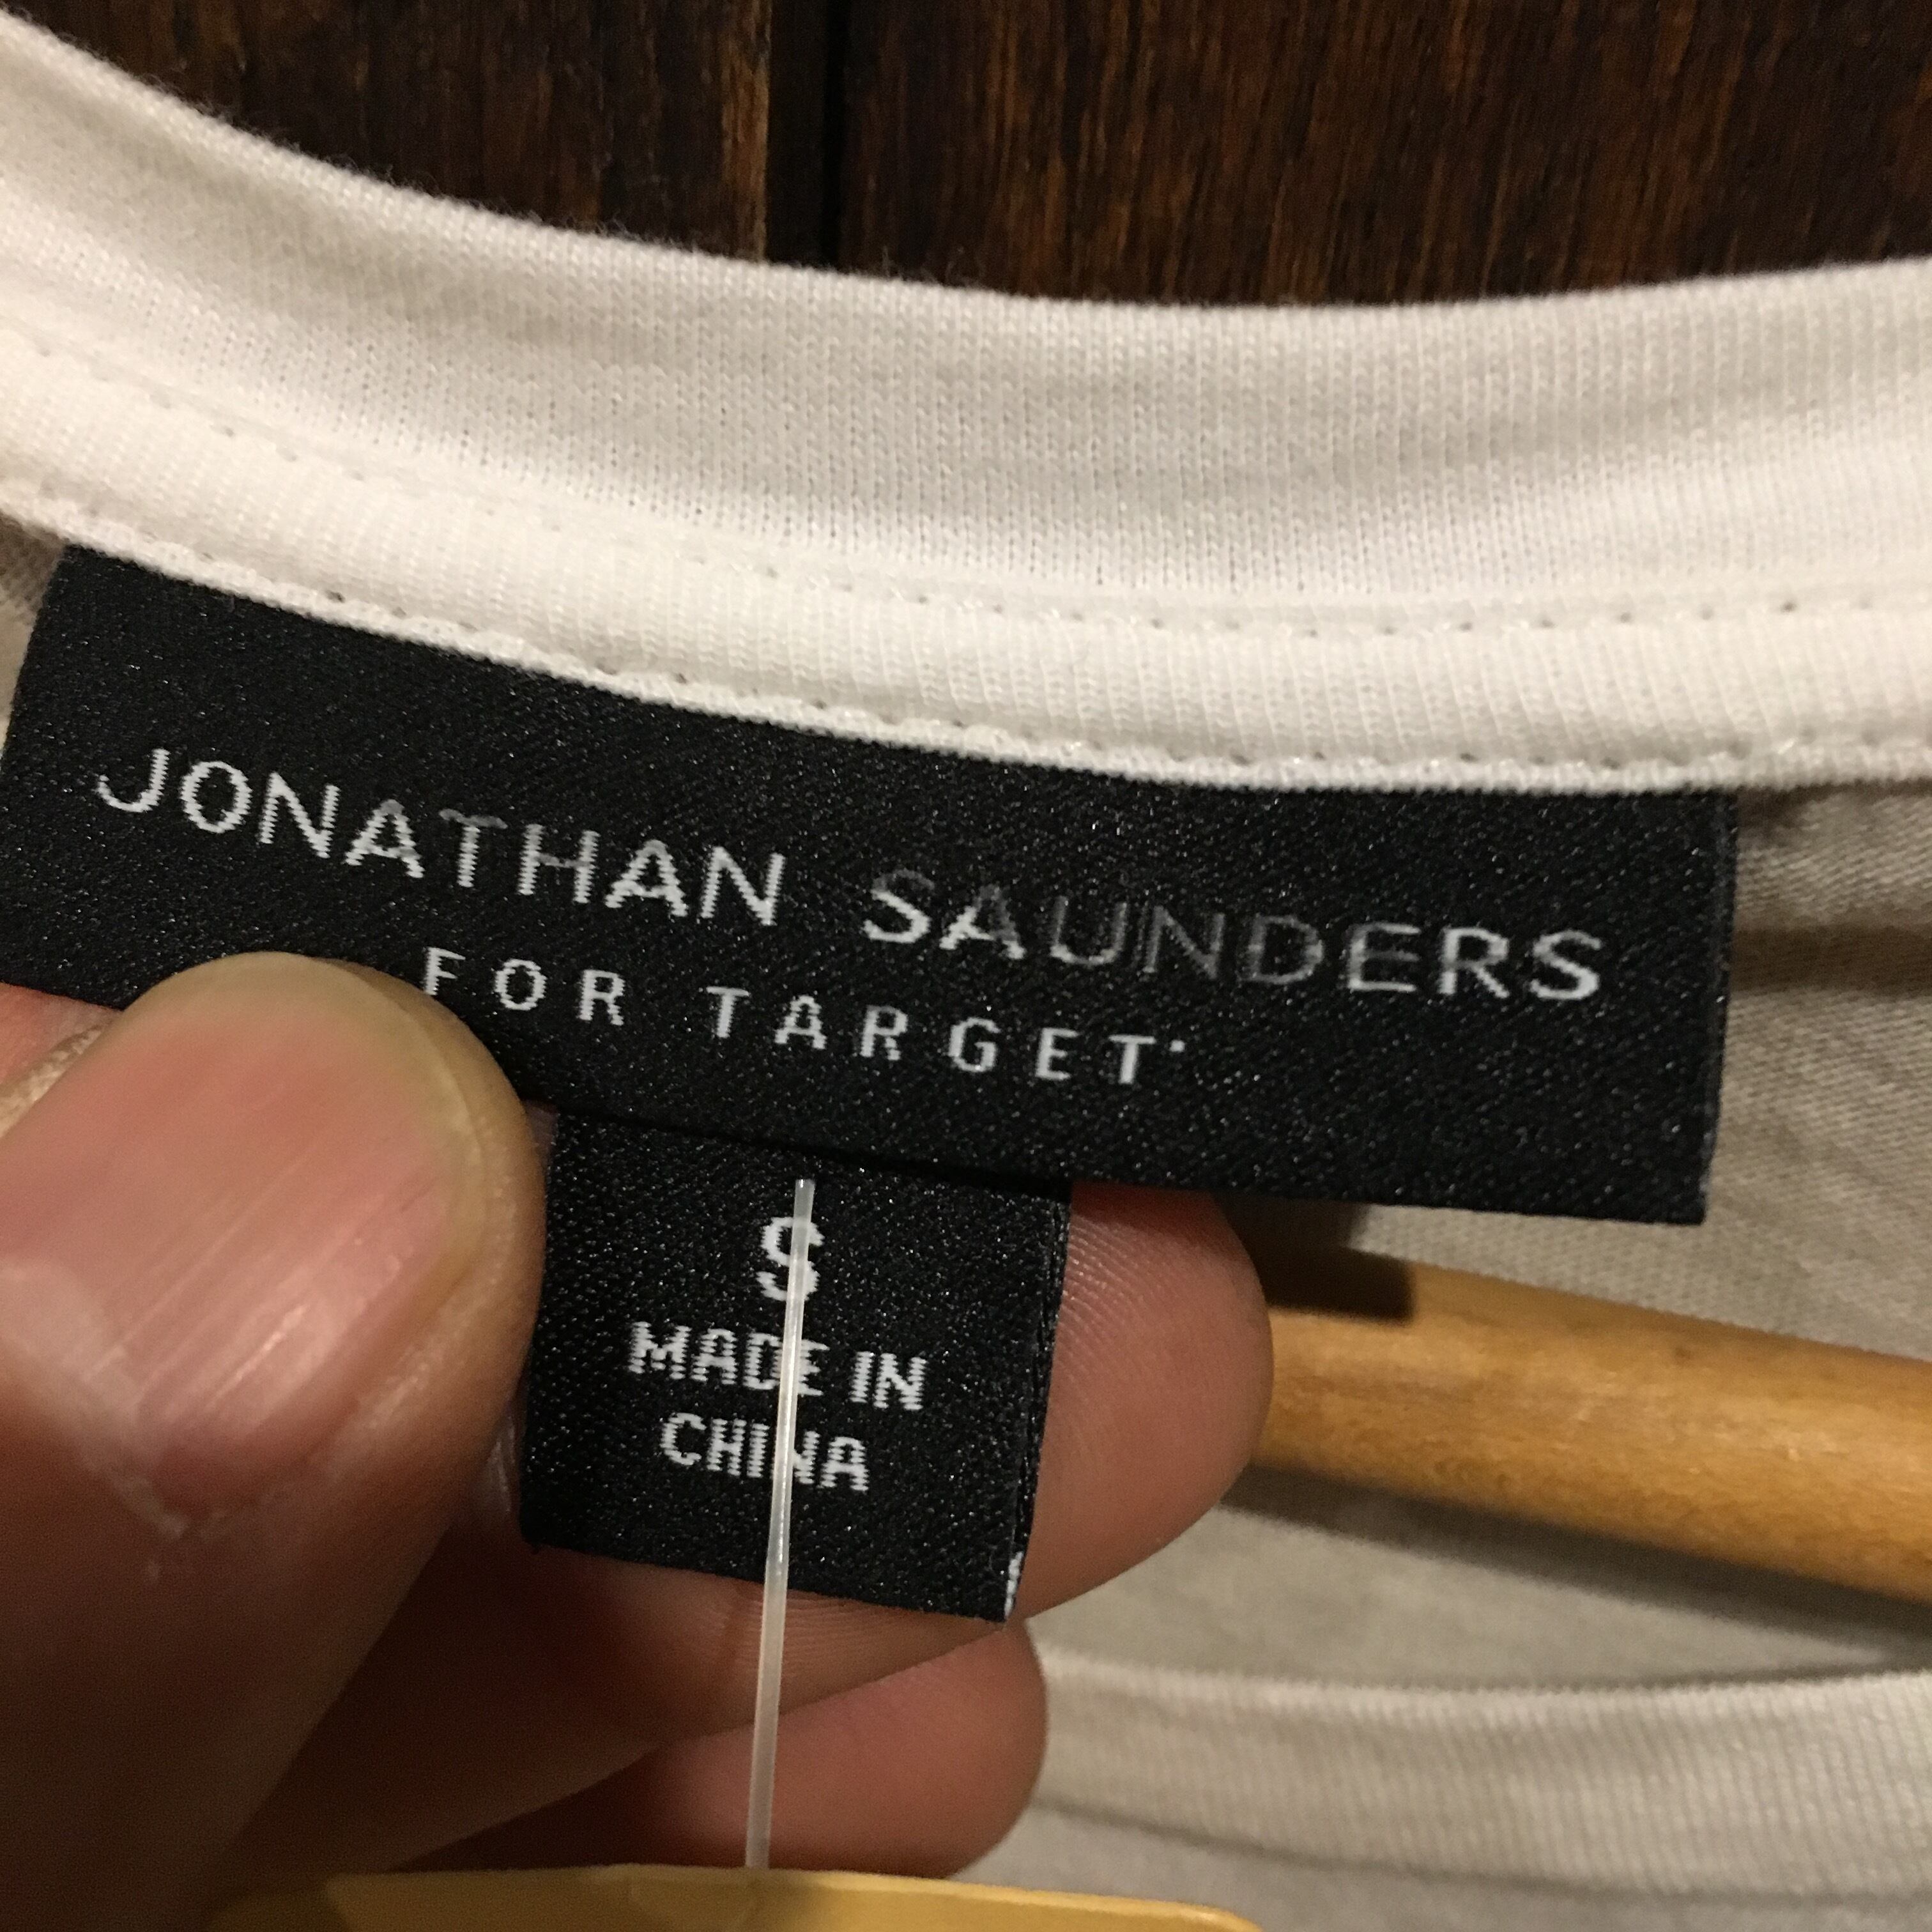 JONATHAN SAUNDERS
FOR TARGET
S
MADE IN
CHINA